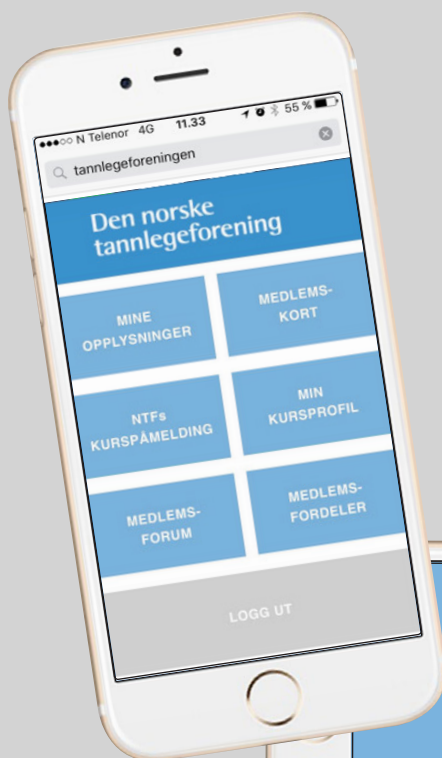 N Telenor 4G 11.33 55 %
tannlegeforeningen
Den norske
tannlegeforening
MINE
OPPLYSNINGER
MEDLEMS-
KORT
NTFs
KURSPÅMELDING
MIN
KURSPROFIL
MEDLEMS-
FORUM
MEDLEMS-
FORDELER
LOGG UT